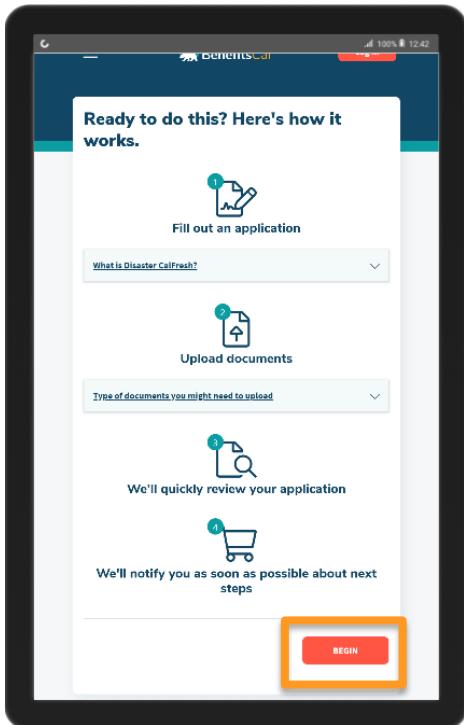 100% 12:42
BenefitsCal
Ready to do this? Here's how it
works.
1
Fill out an application
What is Disaster CalFresh?
2
Upload documents
Type of documents you might need to upload
3
We'll quickly review your application
4
We'll notify you as soon as possible about next
steps
BEGIN